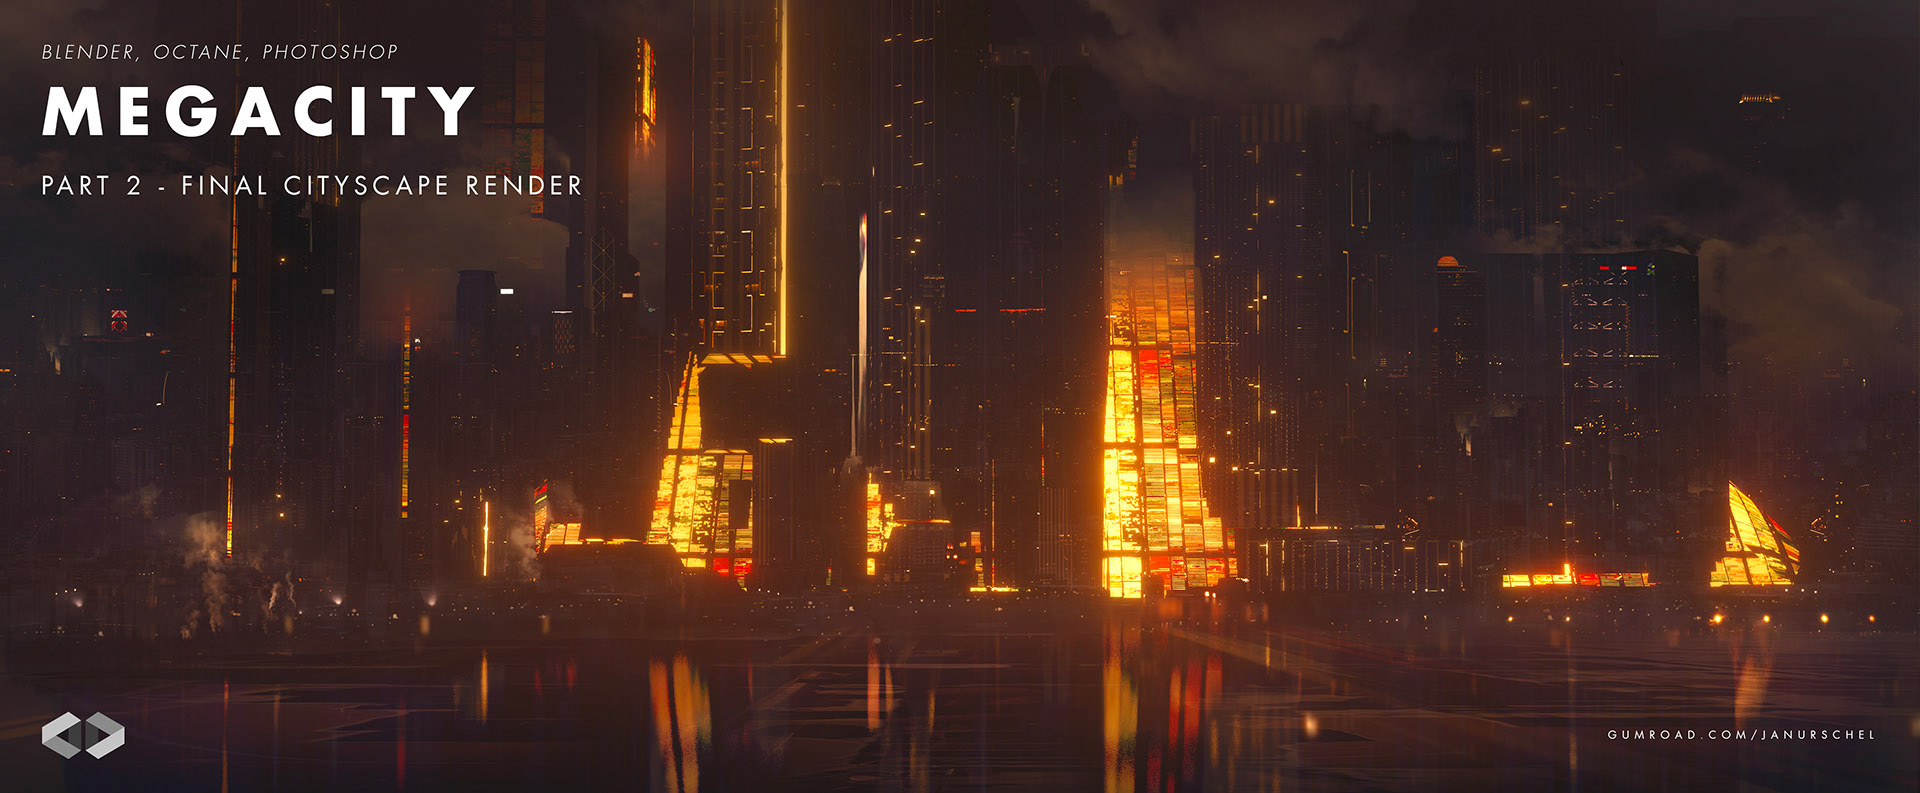 BLENDER, OCTANE, PHOTOSHOP
MEGACITY
PART 2 - FINAL CITYSCAPE RENDER
GUMROAD.COM/JANURSCHEL